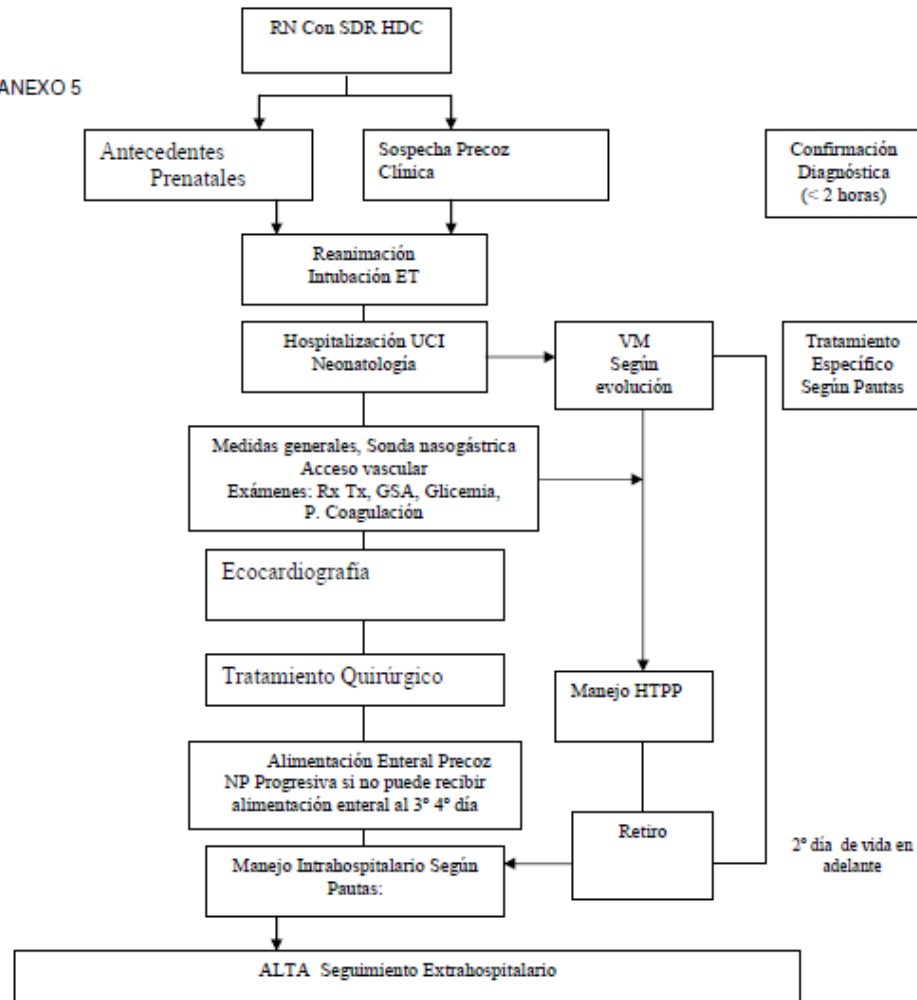 RN Con SDR HDC
ANEXO 5
Antecedentes
Prenatales
Sospecha Precoz
Clínica
Confirmación
Diagnóstica
(< 2 horas)
Reanimación
Intubación ET
Hospitalización UCI
Neonatología
VM
Según
evolución
Tratamiento
Específico
Según Pautas
Medidas generales, Sonda nasogástrica
Acceso vascular
Exámenes: Rx Tx, GSA, Glicemia,
P. Coagulación
Ecocardiografía
Tratamiento Quirúrgico
Manejo HTPP
Alimentación Enteral Precoz
NP Progresiva si no puede recibir
alimentación enteral al 3º 4º día
Retiro
2º día de vida en
adelante
Manejo Intrahospitalario Según
Pautas:
ALTA Seguimiento Extrahospitalario